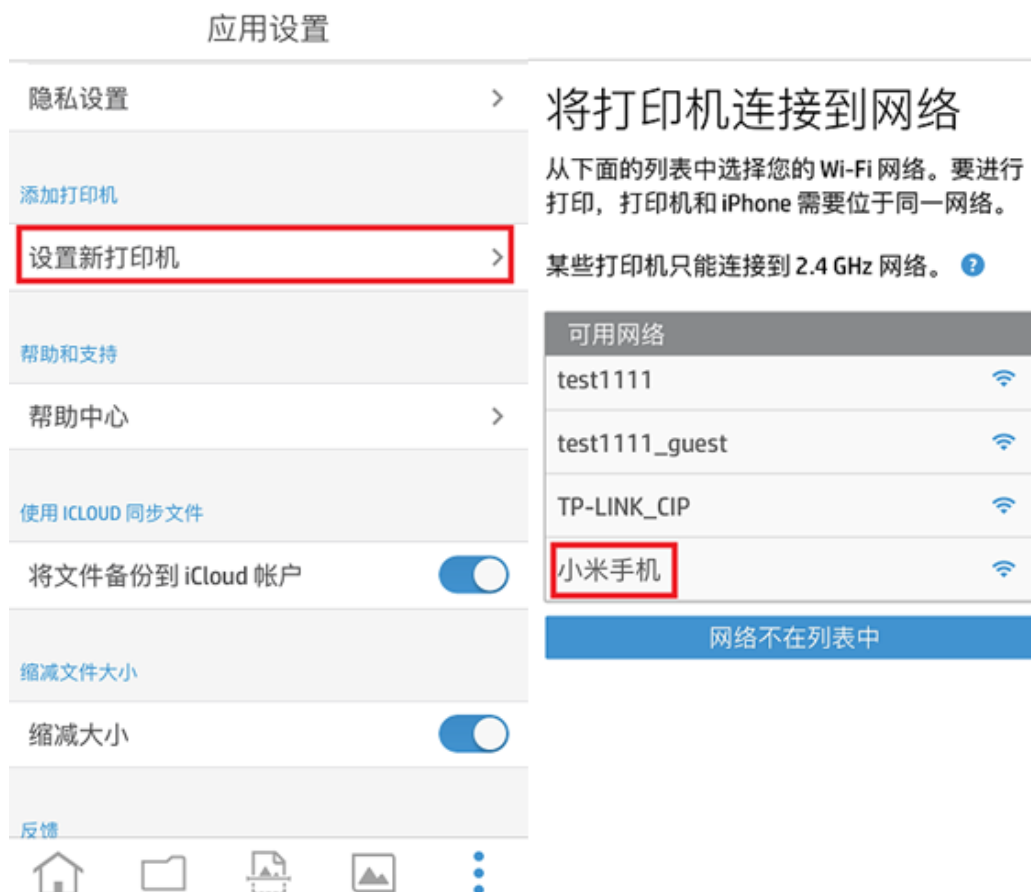 应用设置
隐私设置
添加打印机
设置新打印机
帮助和支持
帮助中心
使用 ICLOUD 同步文件
将文件备份到 iCloud 帐户
缩减文件大小
缩减大小
反馈
将打印机连接到网络
从下面的列表中选择您的 Wi-Fi 网络。要进行
打印，打印机和 iPhone 需要位于同一网络。
某些打印机只能连接到 2.4 GHz 网络。 ?
可用网络
test1111
test1111_guest
TP-LINK_CIP
小米手机
网络不在列表中